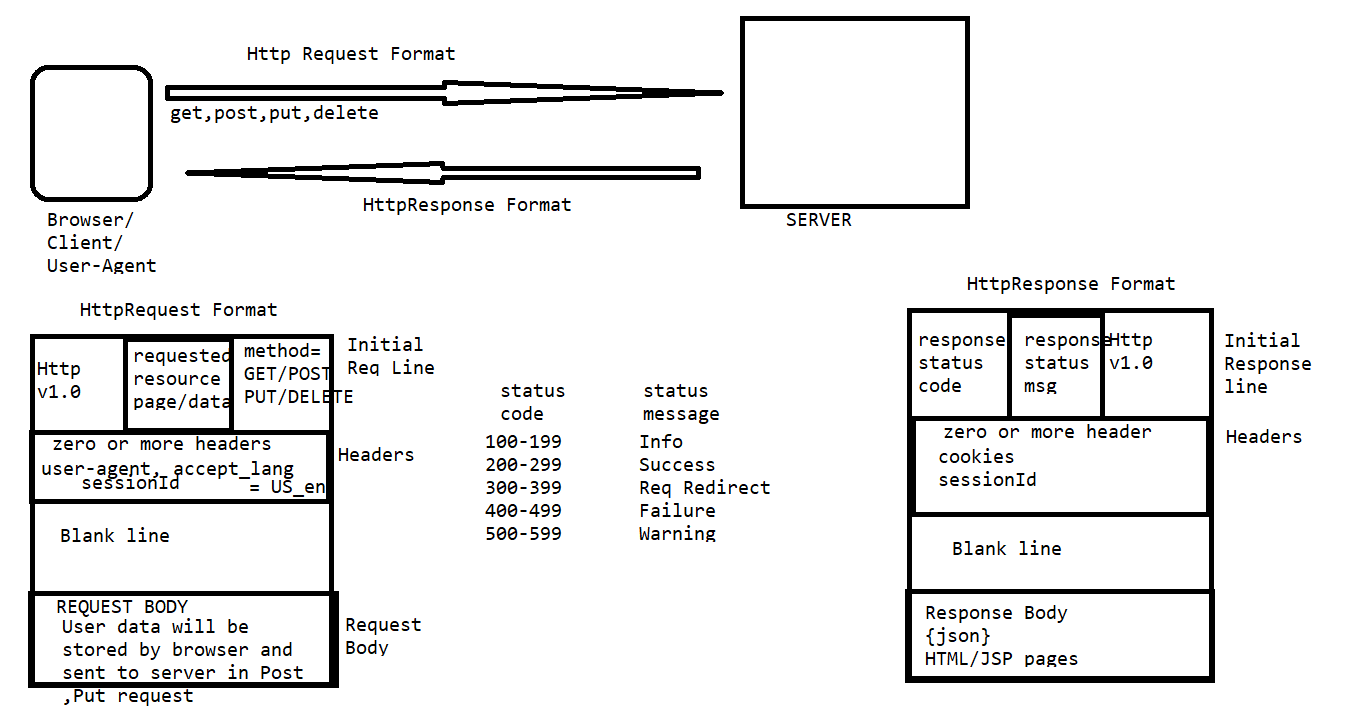 Http Request Format
get,post,put,delete
HttpResponse Format
Browser/
Client/
User-Agent
SERVER
HttpRequest Format
Http
v1.0
requested
resource
page/data
method=
GET/POST
PUT/DELETE
Initial
Req Line
zero or more headers
user-agent, accept_lang
sessionId = US_en
Headers
Blank line
REQUEST BODY
User data will be
stored by browser and
sent to server in Post
,Put request
Request
Body
status status
code message
100-199 Info
200-299 Success
300-399 Req Redirect
400-499 Failure
500-599 Warning
HttpResponse Format
response
status
code
response
status
msg
Http
v1.0
Initial
Response
line
zero or more header
cookies
sessionId
Headers
Blank line
Response Body
{json}
HTML/JSP pages